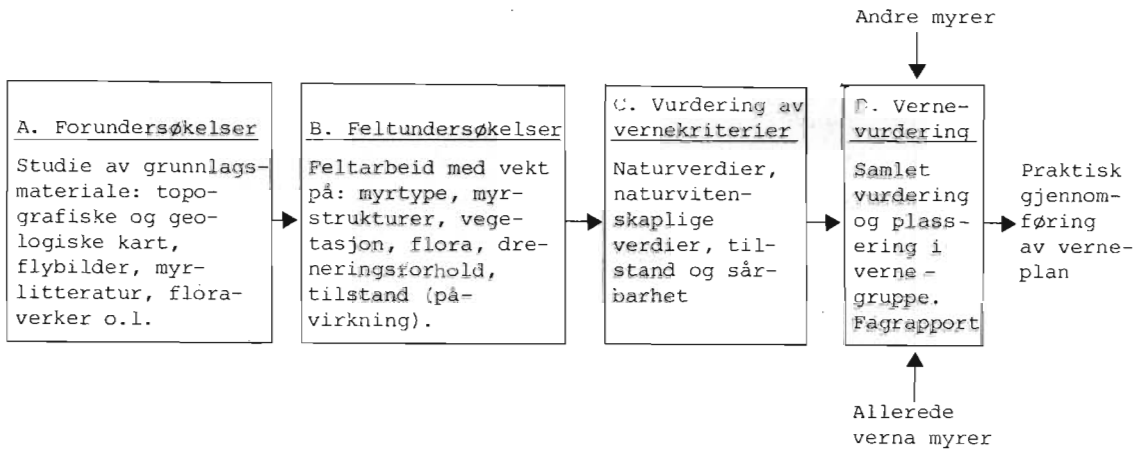 Andre myrer
A. Forundersøkelser
Studie av grunnlags-
materiale: topo-
grafiske og geo-
logiske kart,
flybilder, myr-
litteratur, flora-
verker o.l.
B. Feltundersøkelser
Feltarbeid med vekt
på: myrtype, myr-
strukturer, vege-
tasjon, flora, dre-
neringsforhold,
tilstand (på-
virkning).
C. Vurdering av
vernekriterier
Naturverdier,
naturviten-
skaplige
verdier, til-
stand og sår-
barhet
D. Verne-
vurdering
Samlet
vurdering
og plass-
ering i
verne-
gruppe.
Fagrapport
Praktisk
gjennom-
føring
av verne-
plan
Allerede
verna myrer